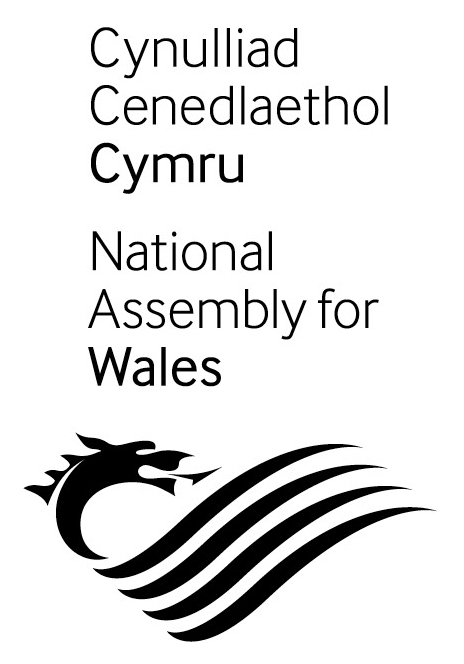 Cynulliad
Cenedlaethol
Cymru
National
Assembly for
Wales